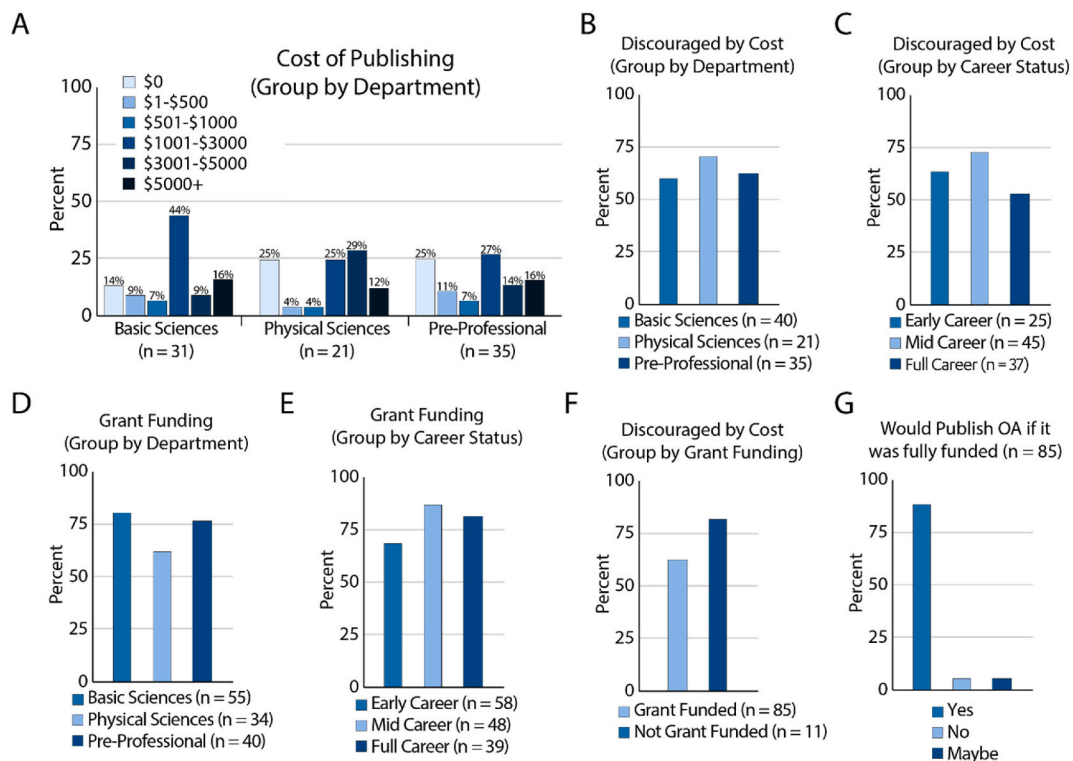 A
Cost of Publishing
(Group by Department)
$0
$1-$500
$501-$1000
$1001-$3000
$3001-$5000
$5000+
Percent
100
75
50
25
0
14%
9%
7%
44%
9%
16%
25%
4%
4%
25%
29%
12%
25%
11%
7%
27%
14%
16%
Basic Sciences
(n = 31)
Physical Sciences
(n = 21)
Pre-Professional
(n = 35)
B
Discouraged by Cost
(Group by Department)
Percent
100
75
50
25
0
Basic Sciences (n = 40)
Physical Sciences (n = 21)
Pre-Professional (n = 35)
C
Discouraged by Cost
(Group by Career Status)
Percent
100
75
50
25
0
Early Career (n = 25)
Mid Career (n = 45)
Full Career (n = 37)
D
Grant Funding
(Group by Department)
Percent
100
75
50
25
0
Basic Sciences (n = 55)
Physical Sciences (n = 34)
Pre-Professional (n = 40)
E
Grant Funding
(Group by Career Status)
Percent
100
75
50
25
0
Early Career (n = 58)
Mid Career (n = 48)
Full Career (n = 39)
F
Discouraged by Cost
(Group by Grant Funding)
Percent
100
75
50
25
0
Grant Funded (n = 85)
Not Grant Funded (n = 11)
G
Would Publish OA if it
was fully funded (n = 85)
Percent
100
75
50
25
0
Yes
No
Maybe